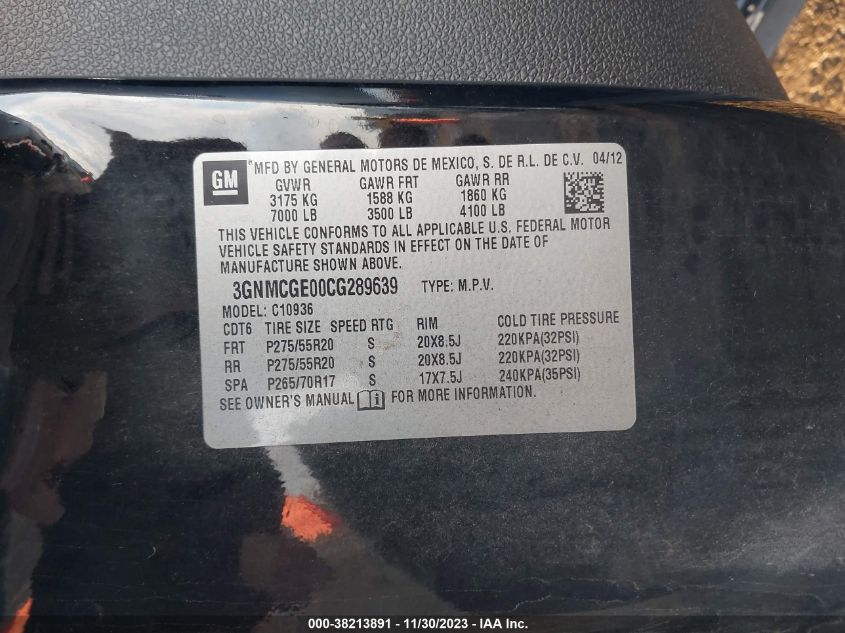 GM ®MFD BY GENERAL MOTORS DE MEXICO, S. DE R.L. DE C.V. 04/12
GVWR GAWR FRT GAWR RR
3175 KG 1588 KG 1860 KG
7000 LB 3500 LB 4100 LB
THIS VEHICLE CONFORMS TO ALL APPLICABLE U.S. FEDERAL MOTOR
VEHICLE SAFETY STANDARDS IN EFFECT ON THE DATE OF
MANUFACTURE SHOWN ABOVE.
3GNMCGE00CG289639 TYPE: M.P.V.
MODEL: C10936
CDT6 TIRE SIZE SPEED RTG RIM COLD TIRE PRESSURE
FRT P275/55R20 S 20X8.5J 220KPA(32PSI)
RR P275/55R20 S 20X8.5J 220KPA(32PSI)
SPA P265/70R17 S 17X7.5J 240KPA(35PSI)
SEE OWNER'S MANUAL FOR MORE INFORMATION.
000-38213891 - 11/30/2023 - IAA Inc.